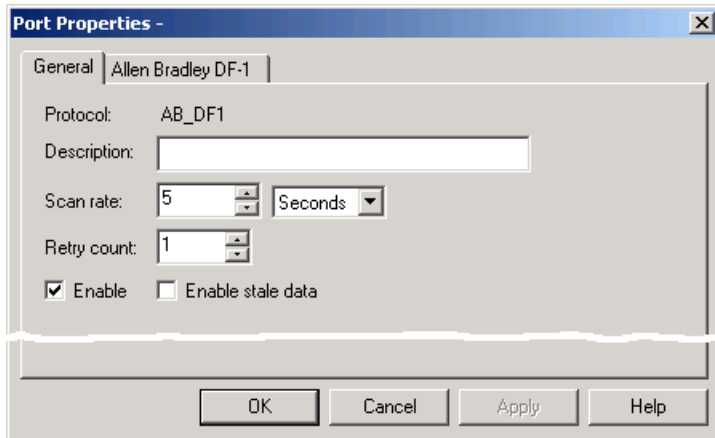 Port Properties -
General
Allen Bradley DF-1
Protocol: AB_DF1
Description:
Scan rate: 5 Seconds
Retry count: 1
Enable Enable stale data
OK Cancel Apply Help